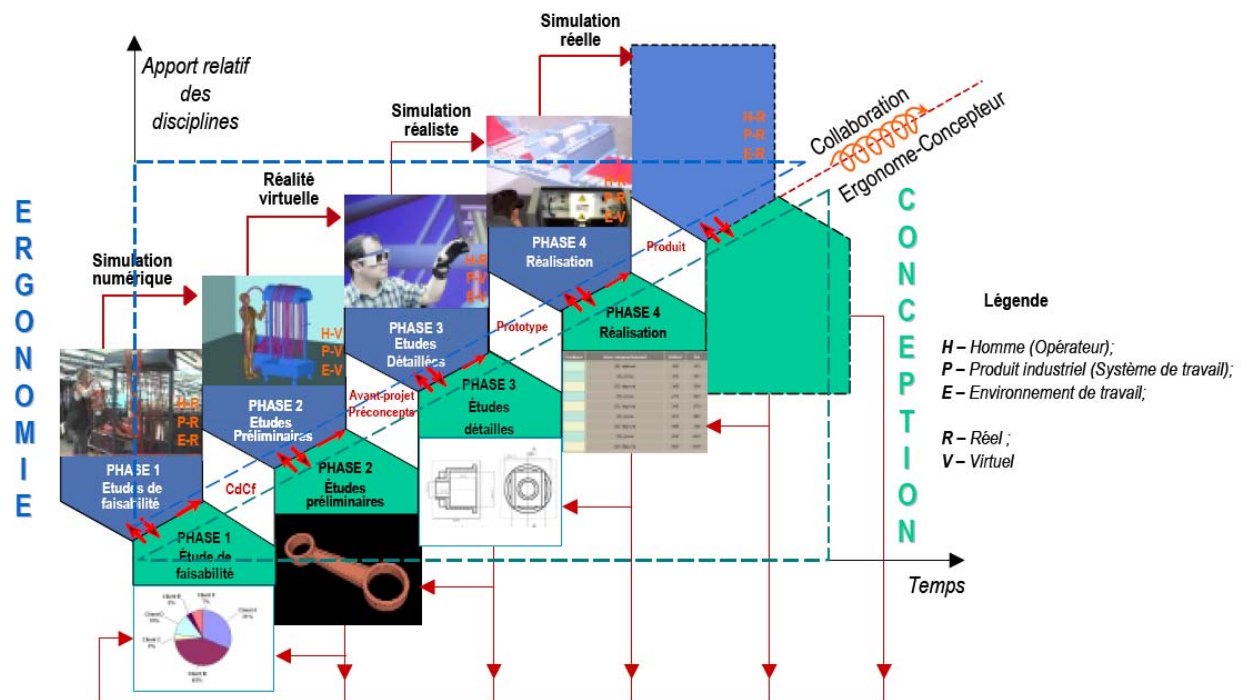 Apport relatif
des
disciplines
Simulation
réelle
Simulation
réaliste
Réalité
virtuelle
Simulation
numérique
Collaboration
Ergonome-Concepteur
ERGONOMIE
CONCEPTION
H-R
P-R
E-R
H-R
P-R
E-V
H-R
P-V
E-V
H-V
P-V
E-V
H-R
P-R
E-R
PHASE 4
Réalisation
Produit
PHASE 4
Réalisation
PHASE 3
Etudes
Détaillées
Prototype
PHASE 3
Études
détailles
PHASE 2
Etudes
Préliminaires
Avant-projet
Préconcepts
PHASE 2
Études
préliminaires
PHASE 1
Etudes de
faisabilité
CdCf
PHASE 1
Étude de
faisabilité
Temps
Légende
H – Homme (Opérateur);
P – Produit industriel (Système de travail);
E – Environnement de travail;
R – Réel ;
V – Virtuel